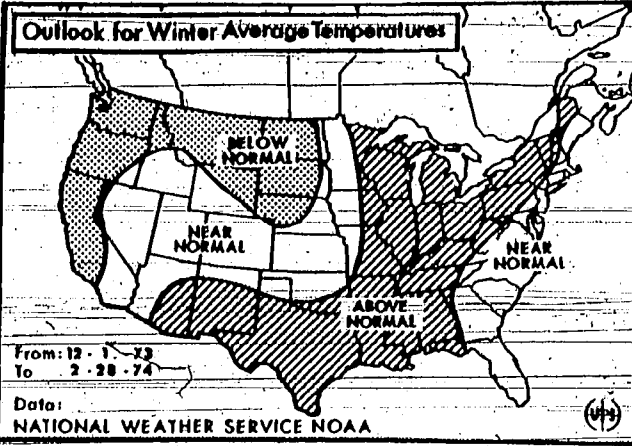 Outlook for Winter Average Temperatures
BELOW
NORMAL
NEAR
NORMAL
NEAR
NORMAL
ABOVE
NORMAL
From: 12 - 1 - 73
To 2 - 28 - 74
Data:
NATIONAL WEATHER SERVICE NOAA